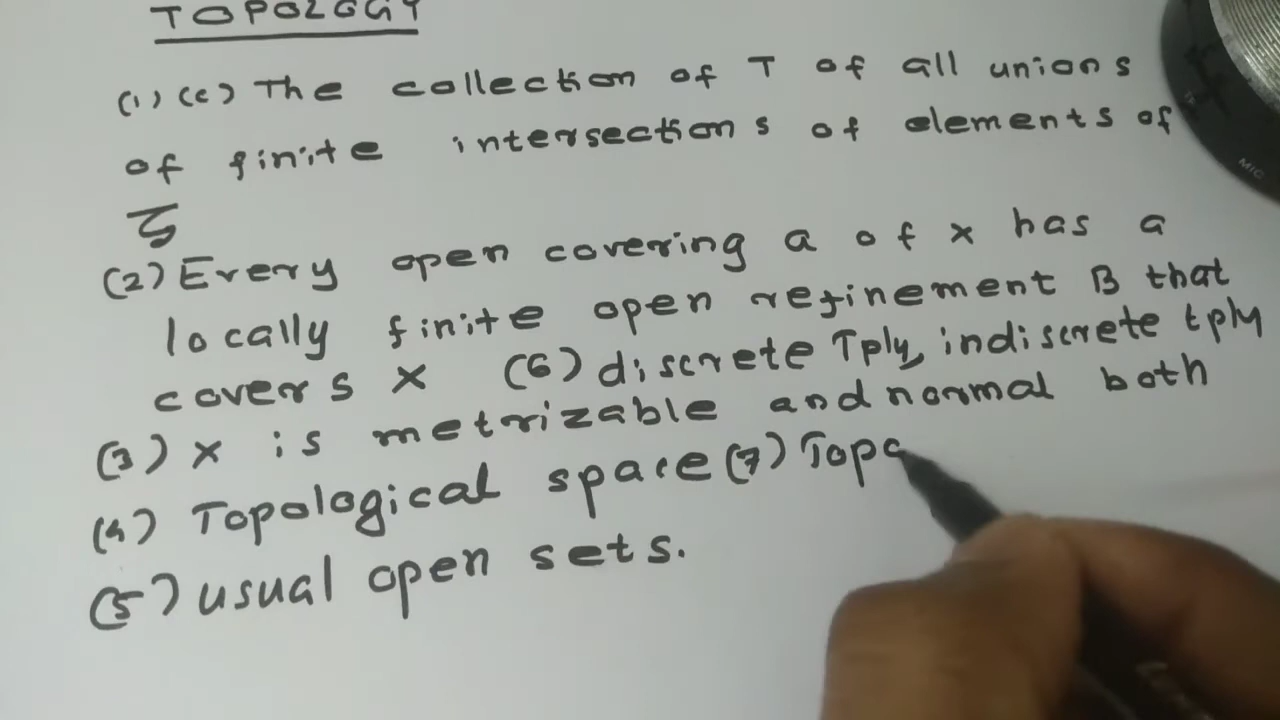 TOPOLOGY
(1) (c) The collection of T of all unions
of finite intersections of elements of
(2) Every open covering a of x has a
locally finite open refinement B that
covers X (6) discrete Tply, indiscrete tply
(3) x is metrizable and normal both
(4) Topological space (7) Topo
(5) usual open sets.
MIC